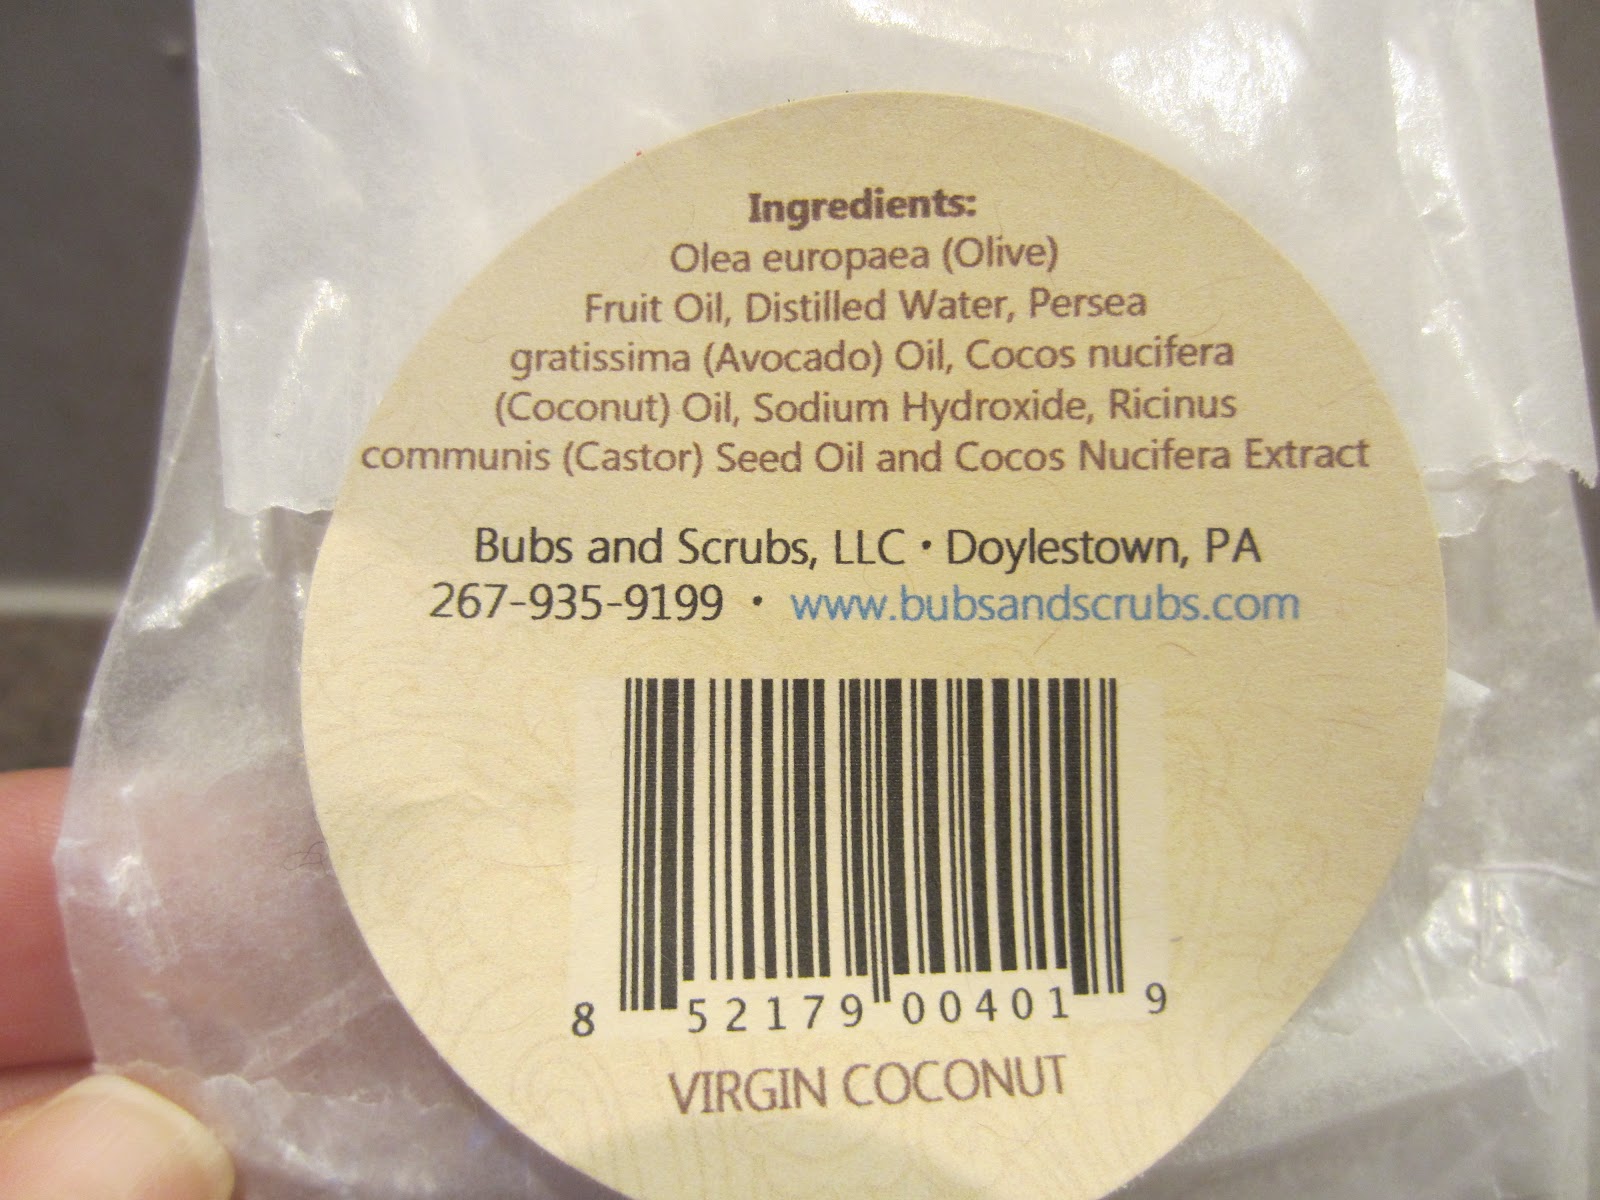 Ingredients:
Olea europaea (Olive)
Fruit Oil, Distilled Water, Persea
gratissima (Avocado) Oil, Cocos nucifera
(Coconut) Oil, Sodium Hydroxide, Ricinus
communis (Castor) Seed Oil and Cocos Nucifera Extract
Bubs and Scrubs, LLC • Doylestown, PA
267-935-9199 • www.bubsandscrubs.com
8 52179 00401 9
VIRGIN COCONUT